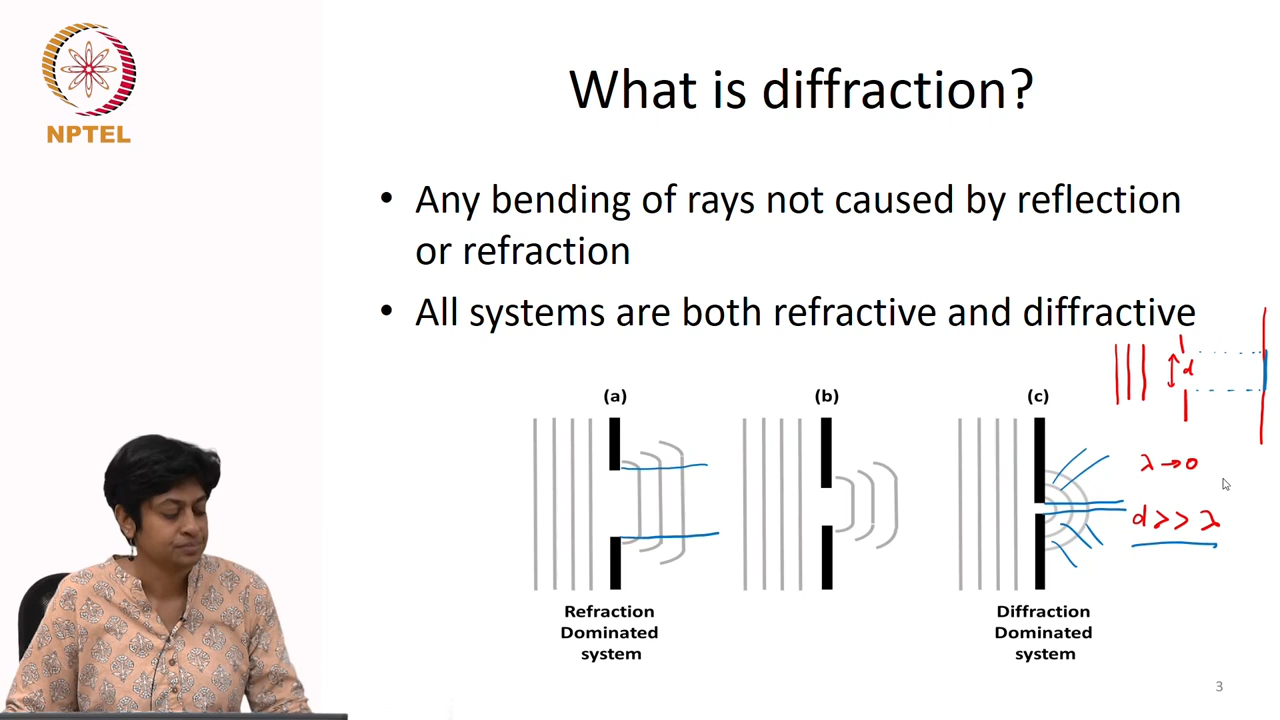 NPTEL
What is diffraction?
• Any bending of rays not caused by reflection
or refraction
• All systems are both refractive and diffractive
d
(a)
(b)
(c)
λ → 0
d >> λ
Refraction
Dominated
system
Diffraction
Dominated
system
3